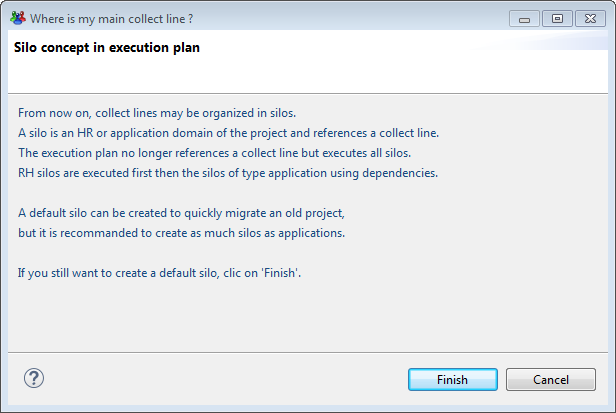 Where is my main collect line ?
Silo concept in execution plan
From now on, collect lines may be organized in silos.
A silo is an HR or application domain of the project and references a collect line.
The execution plan no longer references a collect line but executes all silos.
RH silos are executed first then the silos of type application using dependencies.
A default silo can be created to quickly migrate an old project,
but it is recommanded to create as much silos as applications.
If you still want to create a default silo, clic on 'Finish'.
?
Finish
Cancel